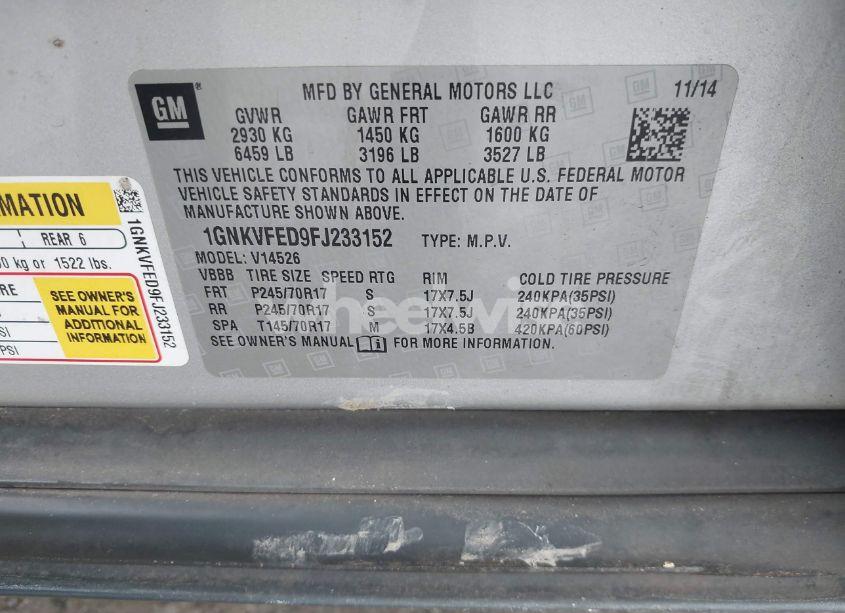 GM
MFD BY GENERAL MOTORS LLC 11/14
GVWR GAWR FRT GAWR RR
2930 KG 1450 KG 1600 KG
6459 LB 3196 LB 3527 LB
THIS VEHICLE CONFORMS TO ALL APPLICABLE U.S. FEDERAL MOTOR
VEHICLE SAFETY STANDARDS IN EFFECT ON THE DATE OF
MANUFACTURE SHOWN ABOVE.
1GNKVFED9FJ233152 TYPE: M.P.V.
MODEL: V14526
VBBB TIRE SIZE SPEED RTG RIM COLD TIRE PRESSURE
FRT P245/70R17 S 17X7.5J 240KPA(35PSI)
RR P245/70R17 S 17X7.5J 240KPA(35PSI)
SPA T145/70R17 M 17X4.5B 420KPA(60PSI)
SEE OWNER'S MANUAL FOR MORE INFORMATION.
REAR 6
kg or 1522 lbs.
SEE OWNER'S
MANUAL FOR
ADDITIONAL
INFORMATION
PSI
1GNKVFED9FJ233152